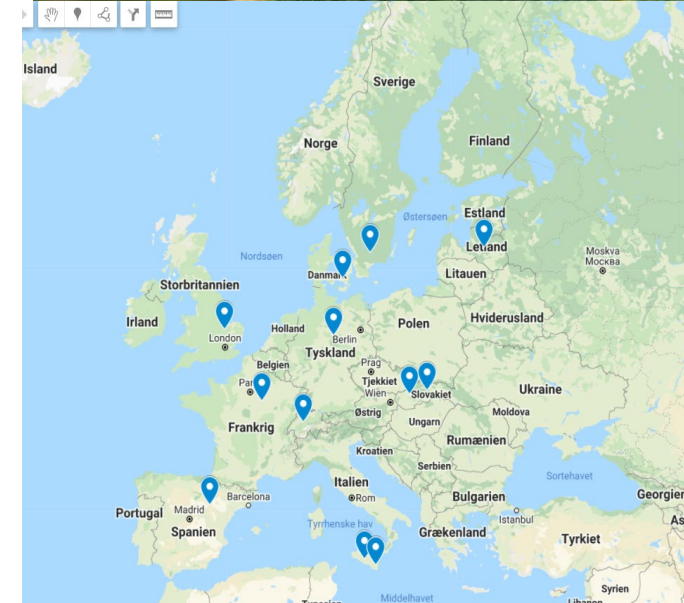 Island
Sverige
Norge
Finland
Estland
Østersøen
Letland
Moskva
Москва
Nordsøen
Danmark
Litauen
Storbritannien
Irland
Hviderusland
Holland
Polen
London
Berlin
Tyskland
Belgien
Prag
Tjekkiet
Ukraine
Slovakiet
Wien
Østrig
Moldova
Ungarn
Frankrig
Rumænien
Kroatien
Serbien
Sortehavet
Italien
Rom
Barcelona
Bulgarien
Georgien
Madrid
Portugal
Istanbul
Tyrrhenske hav
Spanien
Grækenland
Tyrkiet
Syrien
Middelhavet